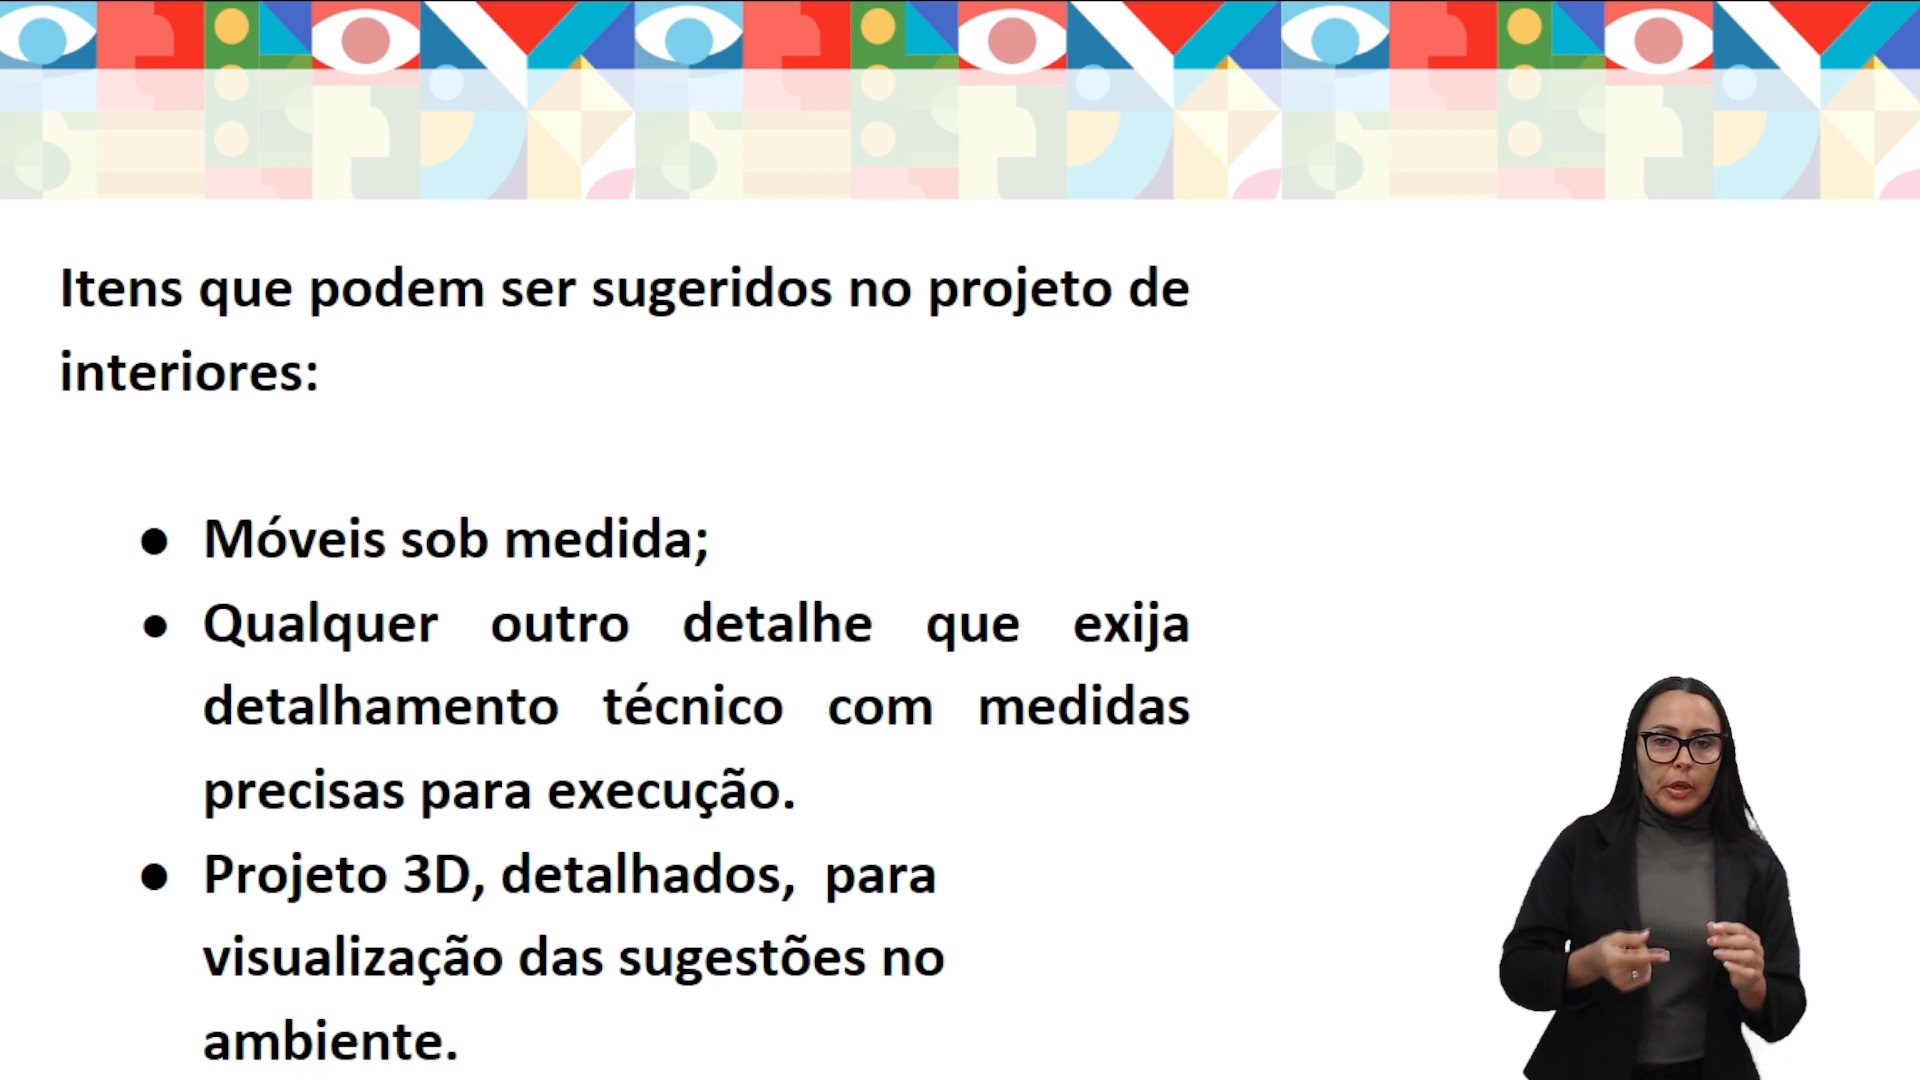 Itens que podem ser sugeridos no projeto de
interiores:
● Móveis sob medida;
● Qualquer outro detalhe que exija
detalhamento técnico com medidas
precisas para execução.
● Projeto 3D, detalhados, para
visualização das sugestões no
ambiente.